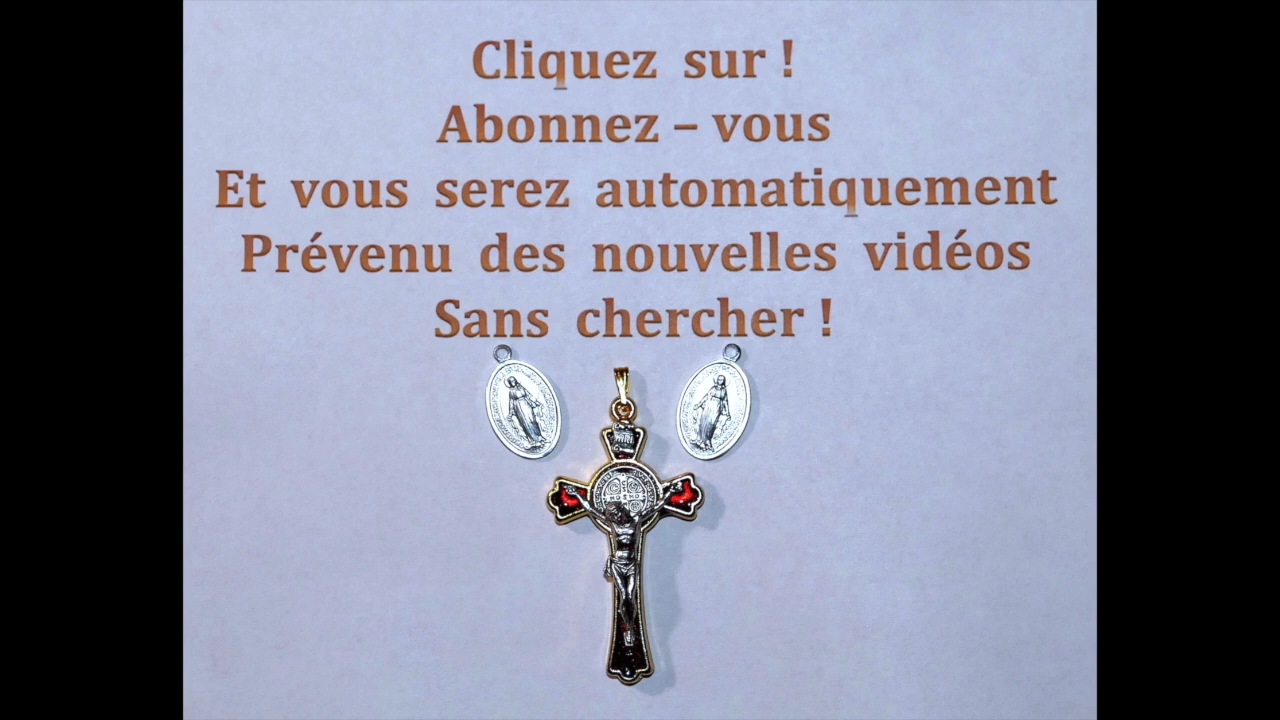 Cliquez sur !
Abonnez – vous
Et vous serez automatiquement
Prévenu des nouvelles vidéos
Sans chercher !